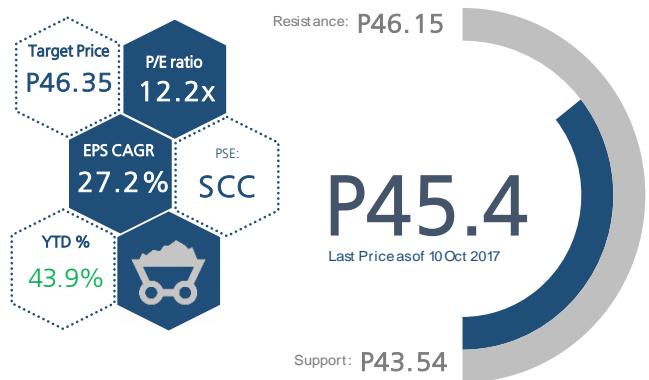 Target Price
P46.35
P/E ratio
12.2x
EPS CAGR
27.2%
PSE:
SCC
YTD %
43.9%
Resistance: P46.15
P45.4
Last Price as of 10 Oct 2017
Support: P43.54